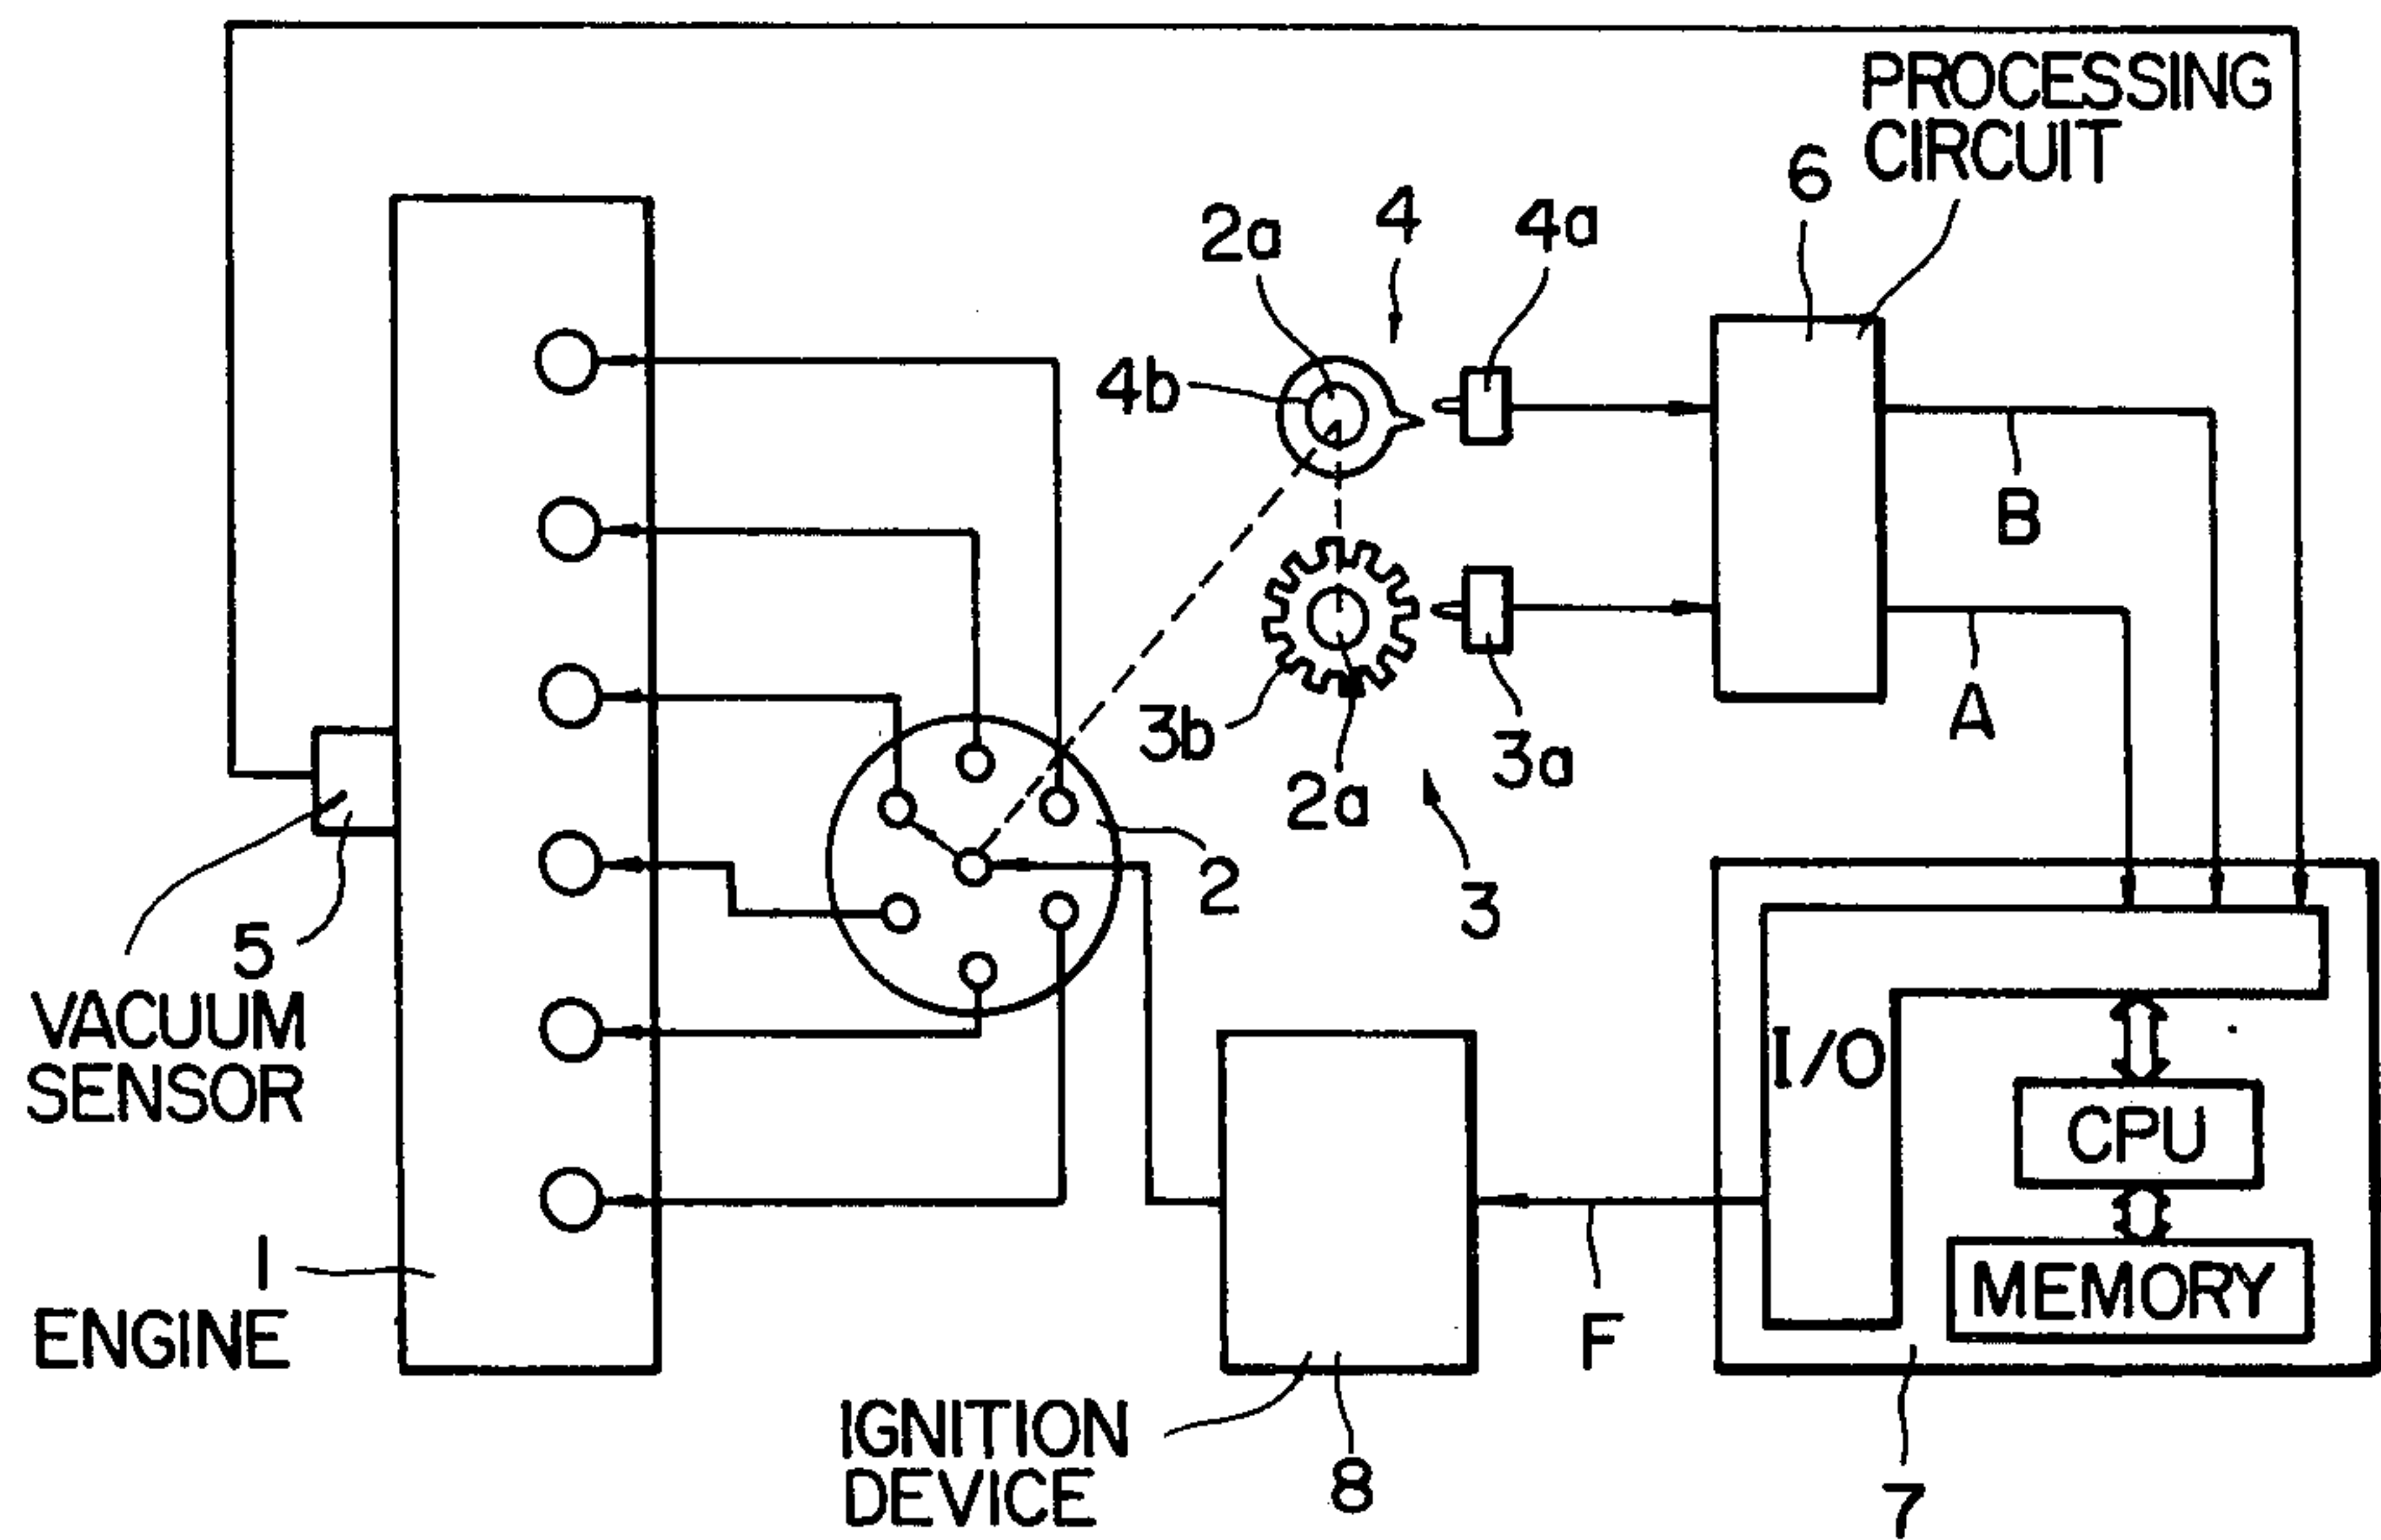 PROCESSING
CIRCUIT
6
2a
4
4a
4b
B
A
3b
3a
2a
2
3
5
VACUUM
SENSOR
I/O
CPU
MEMORY
1
ENGINE
F
IGNITION
DEVICE
8
7